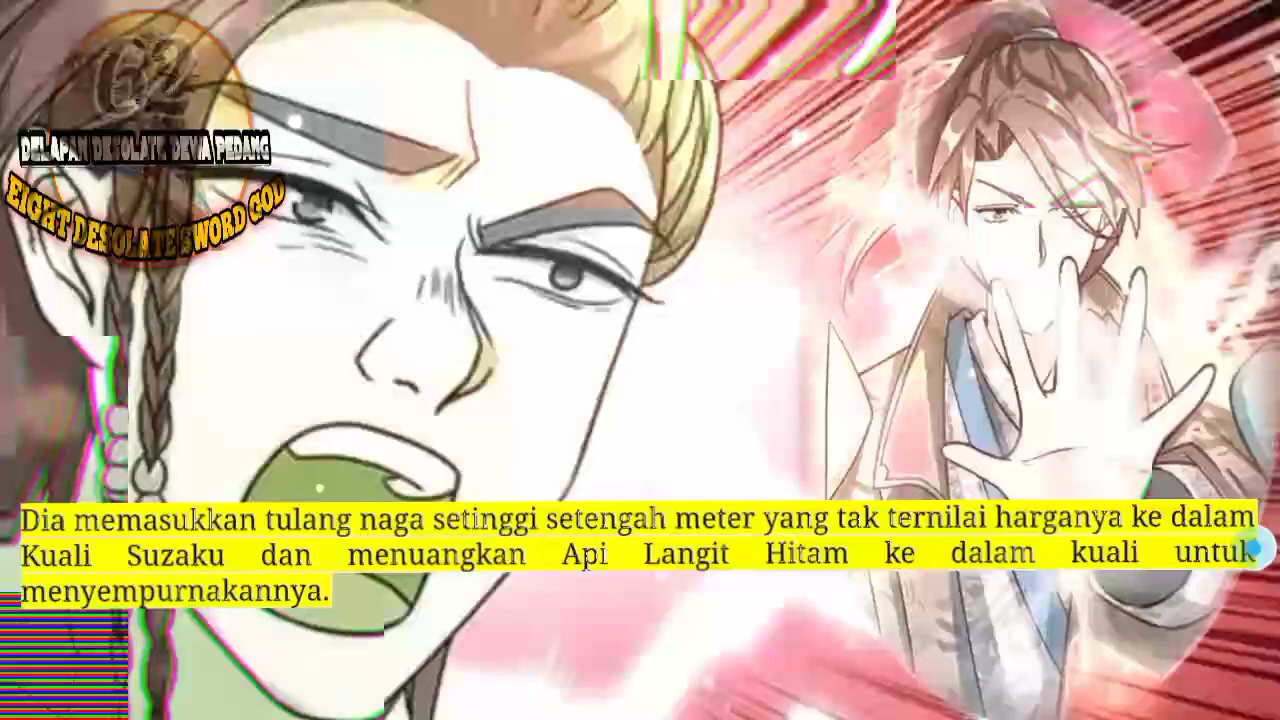 DELAPAN DESOLATE DEWA PEDANG
EIGHT DESOLATE SWORD GOD
Dia memasukkan tulang naga setinggi setengah meter yang tak ternilai harganya ke dalam
Kuali Suzaku dan menuangkan Api Langit Hitam ke dalam kuali untuk
menyempurnakannya.